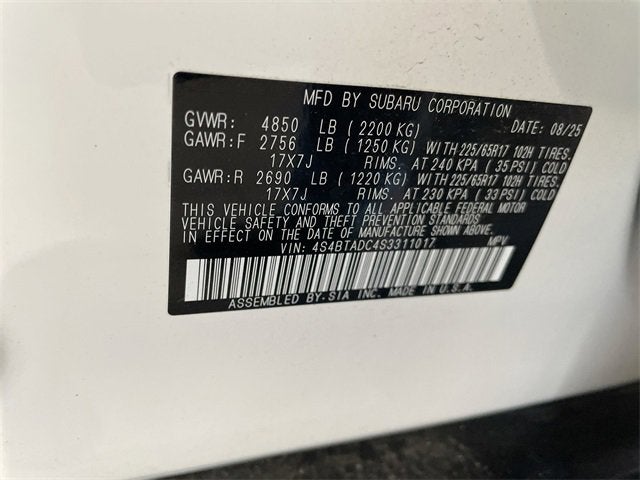 MFD BY SUBARU CORPORATION
GVWR: 4850 LB (2200 KG) DATE: 08/25
GAWR:F 2756 LB (1250 KG) WITH 225/65R17 102H TIRES.
17X7J RIMS. AT 240 KPA (35 PSI) COLD
GAWR:R 2690 LB (1220 KG) WITH 225/65R17 102H TIRES.
17X7J RIMS. AT 230 KPA (33 PSI) COLD
THIS VEHICLE CONFORMS TO ALL APPLICABLE FEDERAL MOTOR
VEHICLE SAFETY AND THEFT PREVENTION STANDARDS
IN EFFECT ON THE DATE OF MANUFACTURE SHOWN ABOVE.
VIN: 4S4BTADC4S3311017 MPV
ASSEMBLED BY.SIA INC. MADE IN U.S.A.